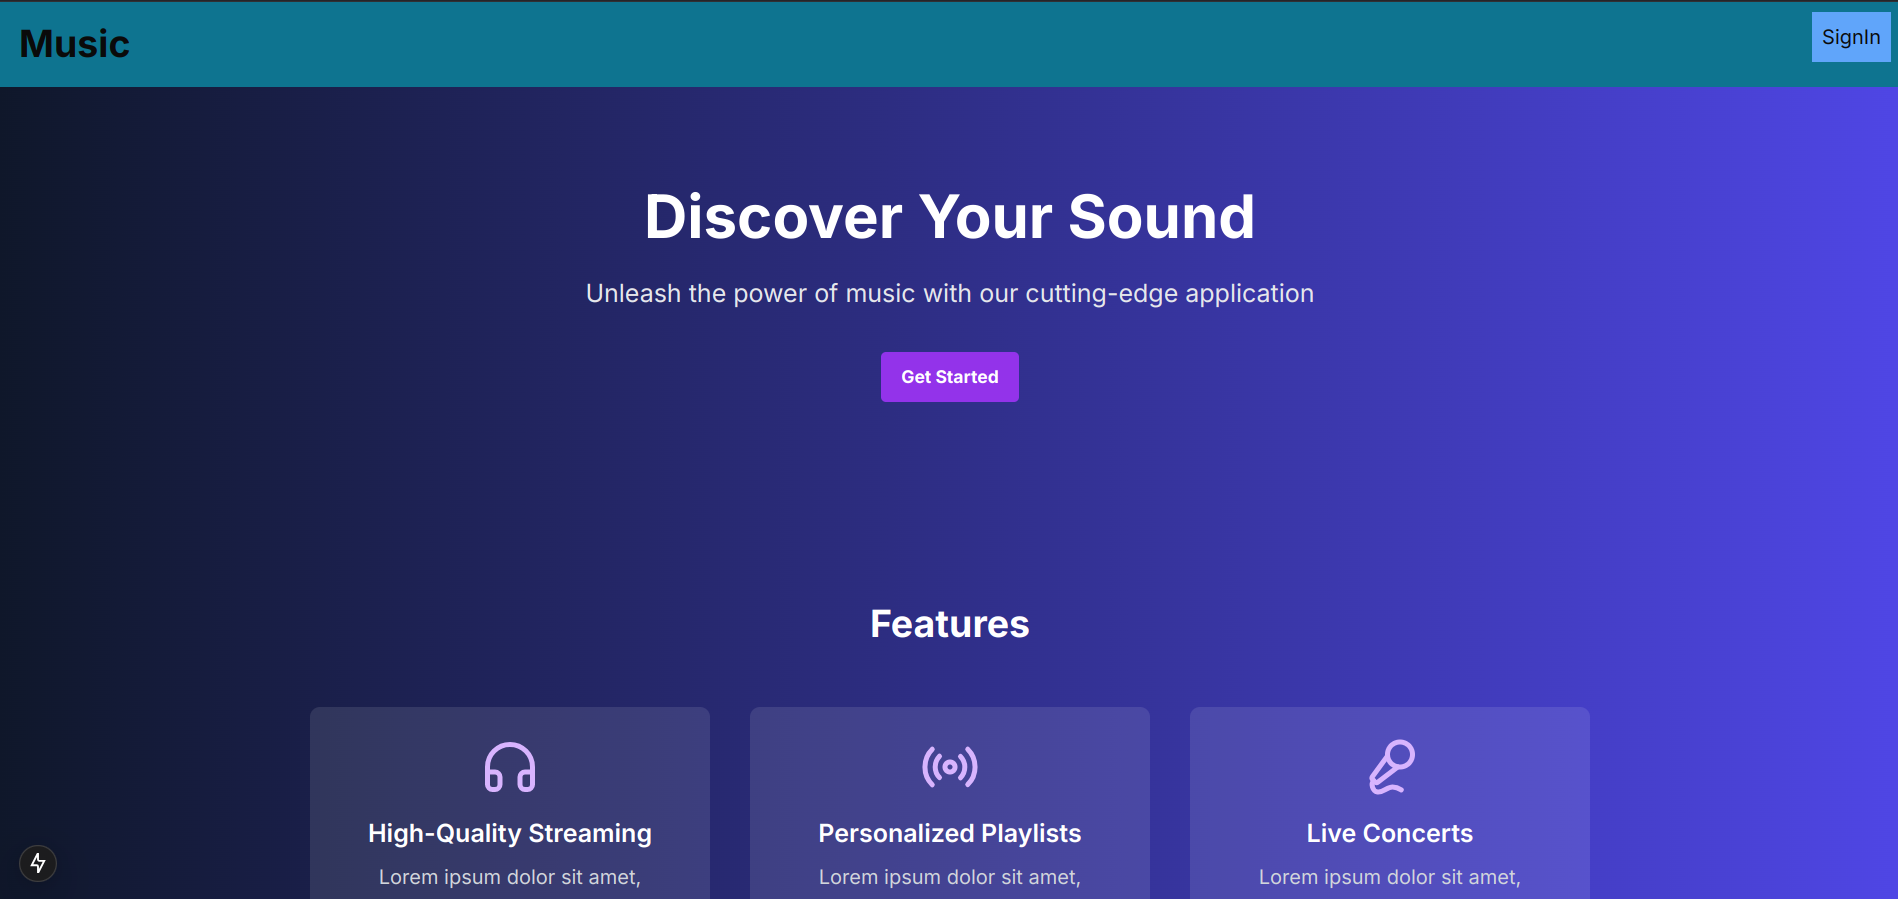 Music
SignIn
Discover Your Sound
Unleash the power of music with our cutting-edge application
Get Started
Features
High-Quality Streaming
Lorem ipsum dolor sit amet,
Personalized Playlists
Lorem ipsum dolor sit amet,
Live Concerts
Lorem ipsum dolor sit amet,